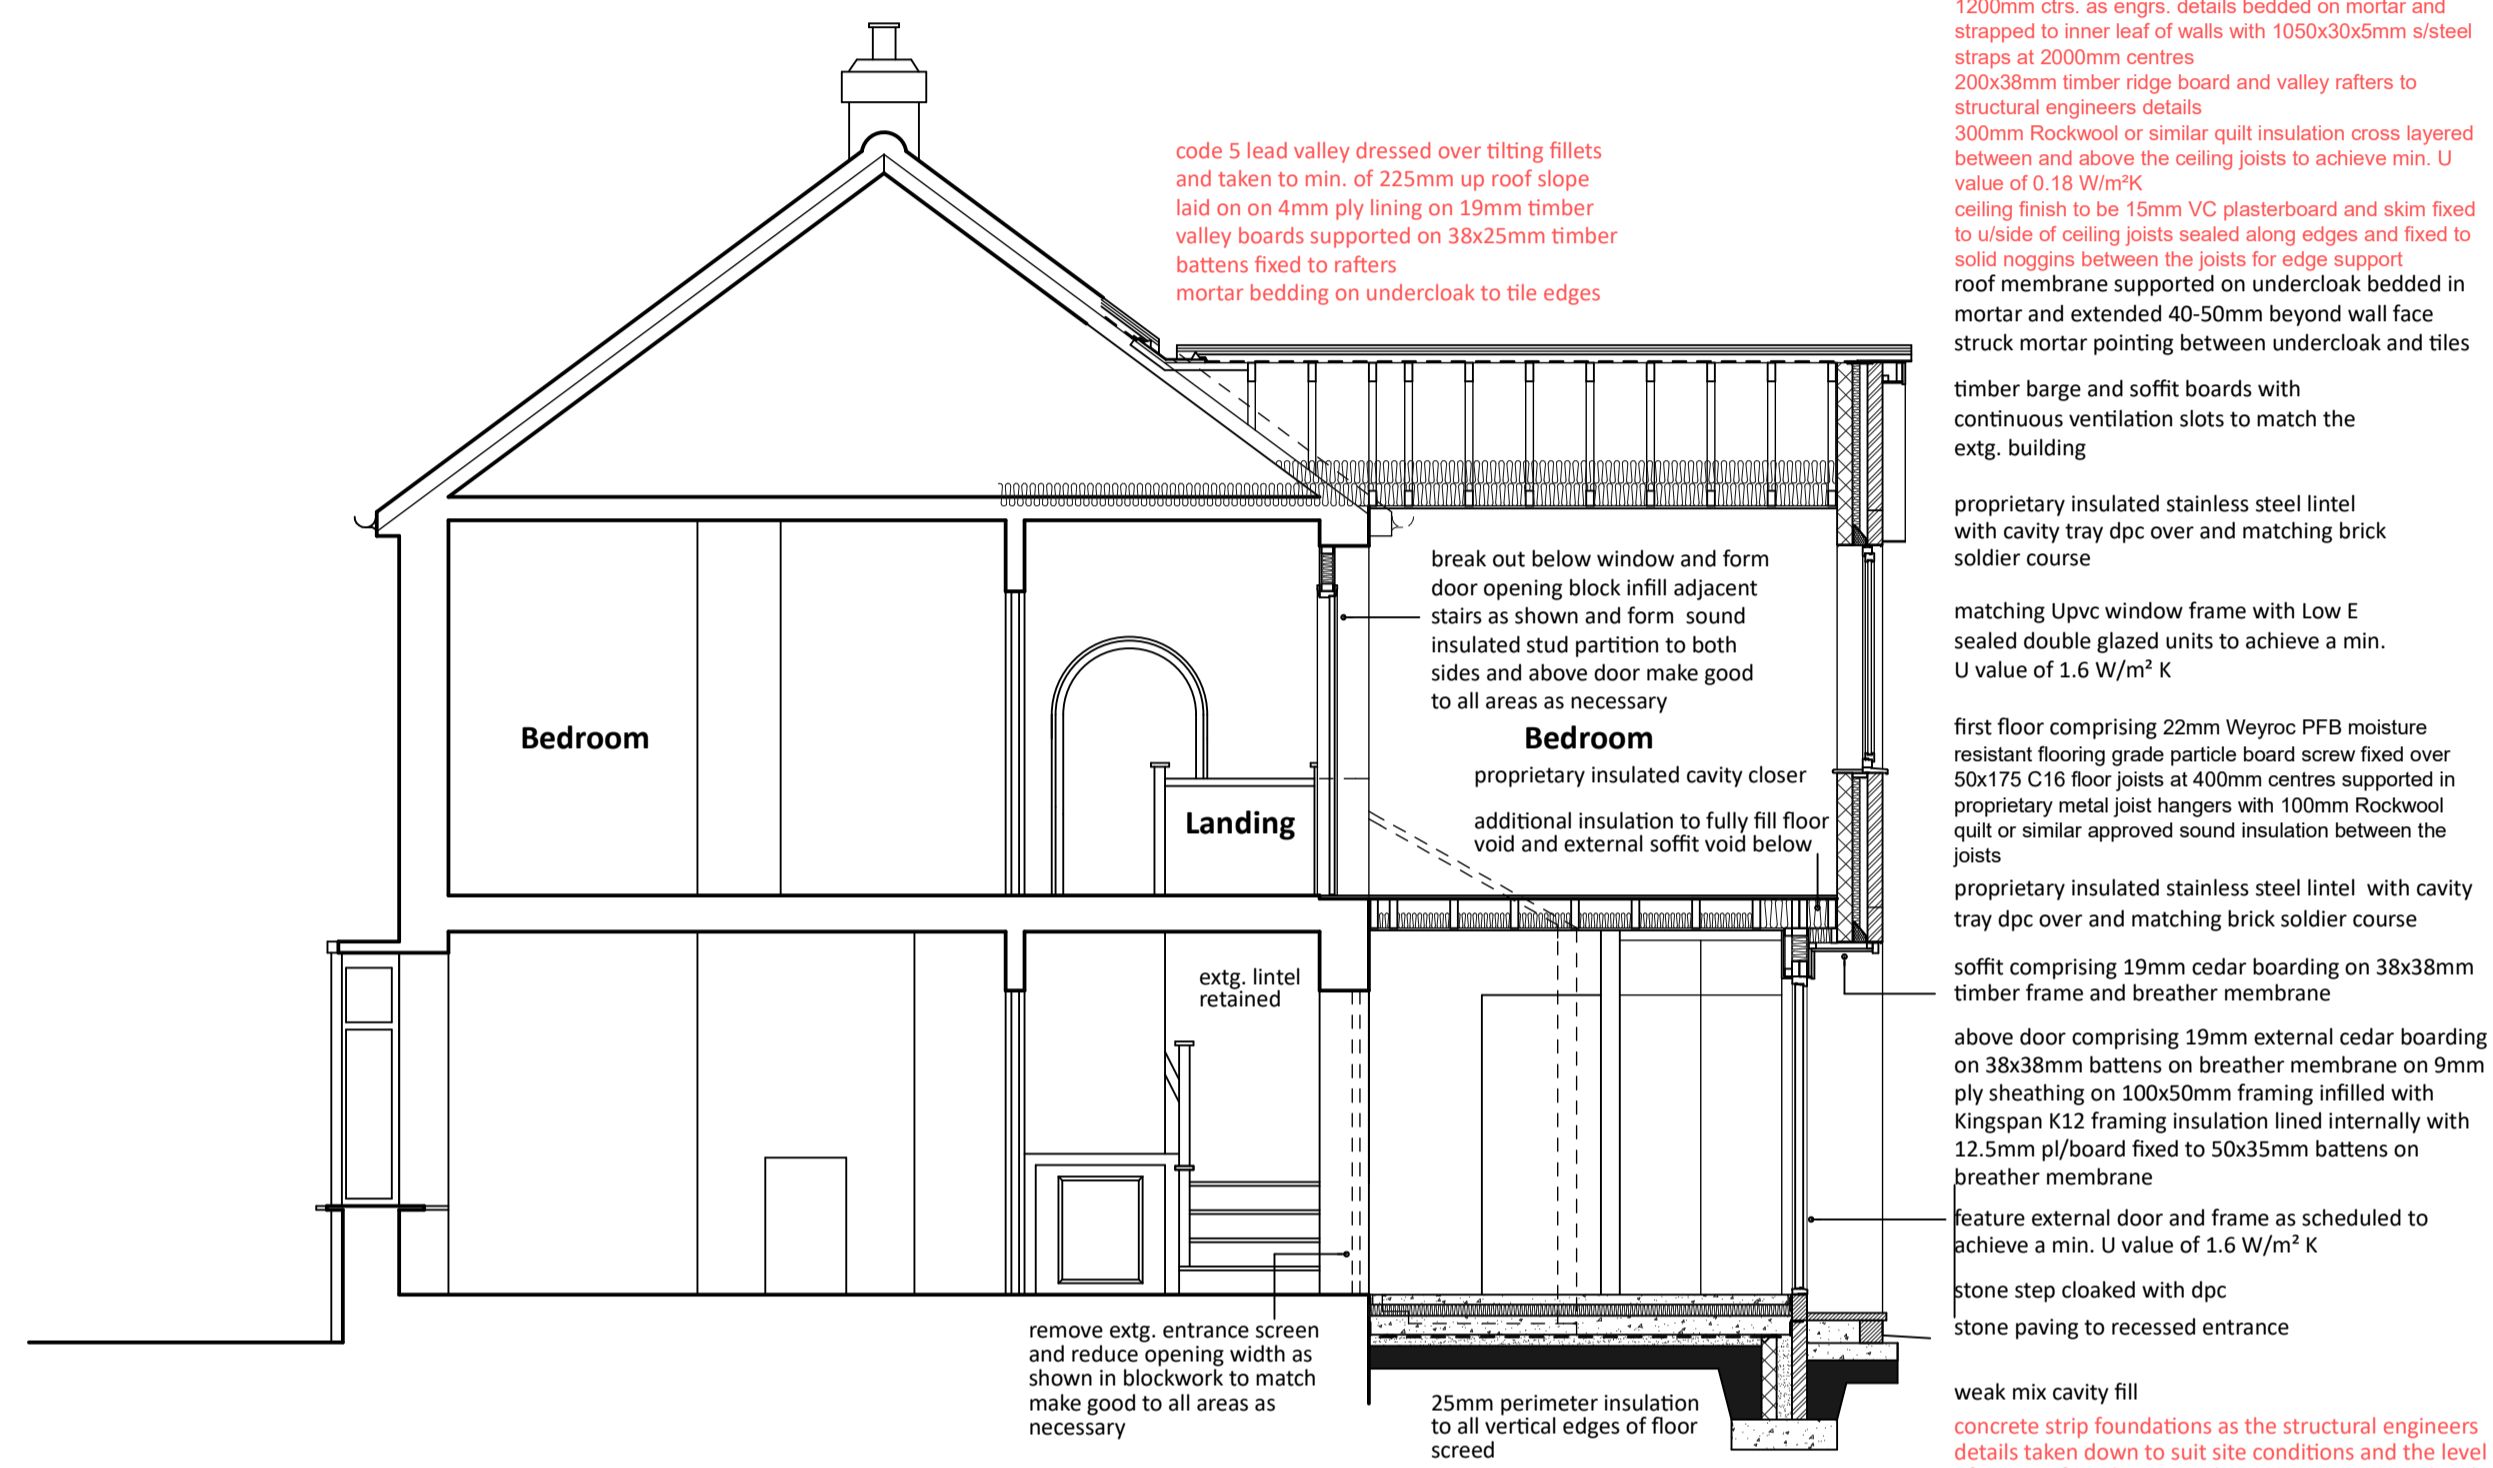 1200mm ctrs. as engrs. details bedded on mortar and
strapped to inner leaf of walls with 1050x30x5mm s/steel
straps at 2000mm centres
200x38mm timber ridge board and valley rafters to
structural engineers details
300mm Rockwool or similar quilt insulation cross layered
between and above the ceiling joists to achieve min. U
value of 0.18 W/m²K
ceiling finish to be 15mm VC plasterboard and skim fixed
to u/side of ceiling joists sealed along edges and fixed to
solid noggins between the joists for edge support
roof membrane supported on undercloak bedded in
mortar and extended 40-50mm beyond wall face
struck mortar pointing between undercloak and tiles
timber barge and soffit boards with
continuous ventilation slots to match the
extg. building
proprietary insulated stainless steel lintel
with cavity tray dpc over and matching brick
soldier course
matching Upvc window frame with Low E
sealed double glazed units to achieve a min.
U value of 1.6 W/m² K
first floor comprising 22mm Weyroc PFB moisture
resistant flooring grade particle board screw fixed over
50x175 C16 floor joists at 400mm centres supported in
proprietary metal joist hangers with 100mm Rockwool
quilt or similar approved sound insulation between the
joists
proprietary insulated stainless steel lintel with cavity
tray dpc over and matching brick soldier course
soffit comprising 19mm cedar boarding on 38x38mm
timber frame and breather membrane
above door comprising 19mm external cedar boarding
on 38x38mm battens on breather membrane on 9mm
ply sheathing on 100x50mm framing infilled with
Kingspan K12 framing insulation lined internally with
12.5mm pl/board fixed to 50x35mm battens on
breather membrane
feature external door and frame as scheduled to
achieve a min. U value of 1.6 W/m² K
stone step cloaked with dpc
stone paving to recessed entrance
weak mix cavity fill
concrete strip foundations as the structural engineers
details taken down to suit site conditions and the level
code 5 lead valley dressed over tilting fillets
and taken to min. of 225mm up roof slope
laid on on 4mm ply lining on 19mm timber
valley boards supported on 38x25mm timber
battens fixed to rafters
mortar bedding on undercloak to tile edges
break out below window and form
door opening block infill adjacent
stairs as shown and form sound
insulated stud partition to both
sides and above door make good
to all areas as necessary
Bedroom
Bedroom
proprietary insulated cavity closer
Landing
additional insulation to fully fill floor
void and external soffit void below
extg. lintel
retained
remove extg. entrance screen
and reduce opening width as
shown in blockwork to match
make good to all areas as
necessary
25mm perimeter insulation
to all vertical edges of floor
screed